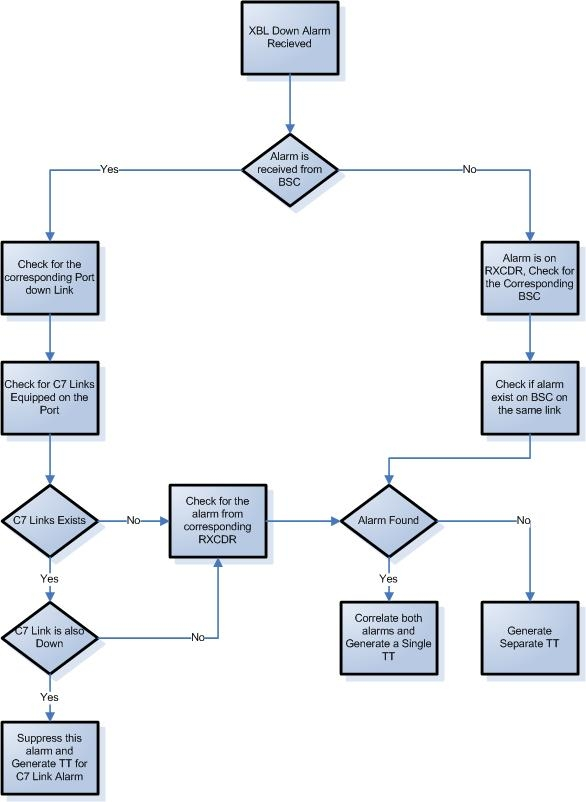 XBL Down Alarm
Recieved
Alarm is
received from
BSC
Yes
No
Check for the
corresponding Port
down Link
Alarm is on
RXCDR, Check for
the Corresponding
BSC
Check for C7 Links
Equipped on the
Port
Check if alarm
exist on BSC on
the same link
C7 Links Exists
No
Check for the
alarm from
corresponding
RXCDR
Alarm Found
No
Yes
Yes
C7 Link is also
Down
No
Correlate both
alarms and
Generate a Single
TT
Generate
Separate TT
Yes
Suppress this
alarm and
Generate TT for
C7 Link Alarm